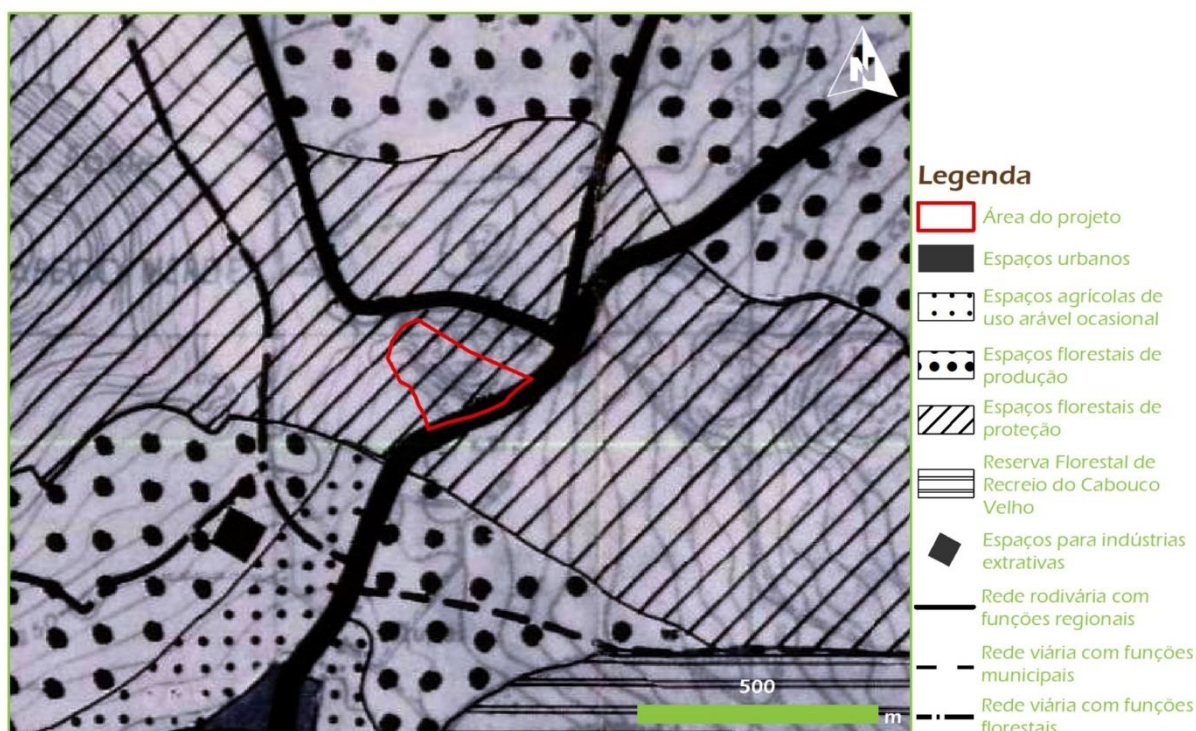 N
500
m
Legenda
Área do projeto
Espaços urbanos
Espaços agrícolas de
uso arável ocasional
Espaços florestais de
produção
Espaços florestais de
proteção
Reserva Florestal de
Recreio do Cabouco
Velho
Espaços para indústrias
extrativas
Rede rodivária com
funções regionais
Rede viária com funções
municipais
Rede viária com funções
florestais